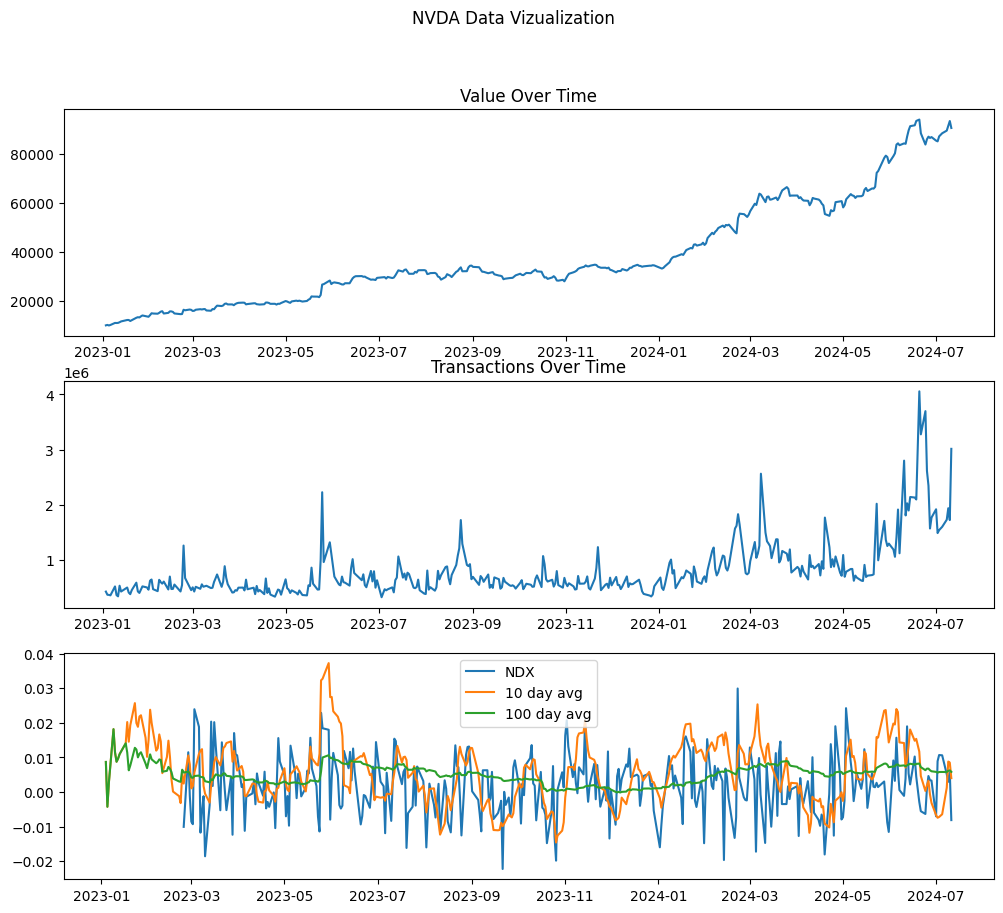 NVDA Data Vizualization
Value Over Time
80000
60000
40000
20000
2023-01 2023-03 2023-05 2023-07 2023-09 2023-11 2024-01 2024-03 2024-05 2024-07
1e6 Transactions Over Time
4
3
2
1
2023-01 2023-03 2023-05 2023-07 2023-09 2023-11 2024-01 2024-03 2024-05 2024-07
0.04
0.03
0.02
0.01
0.00
−0.01
−0.02
NDX
10 day avg
100 day avg
2023-01 2023-03 2023-05 2023-07 2023-09 2023-11 2024-01 2024-03 2024-05 2024-07